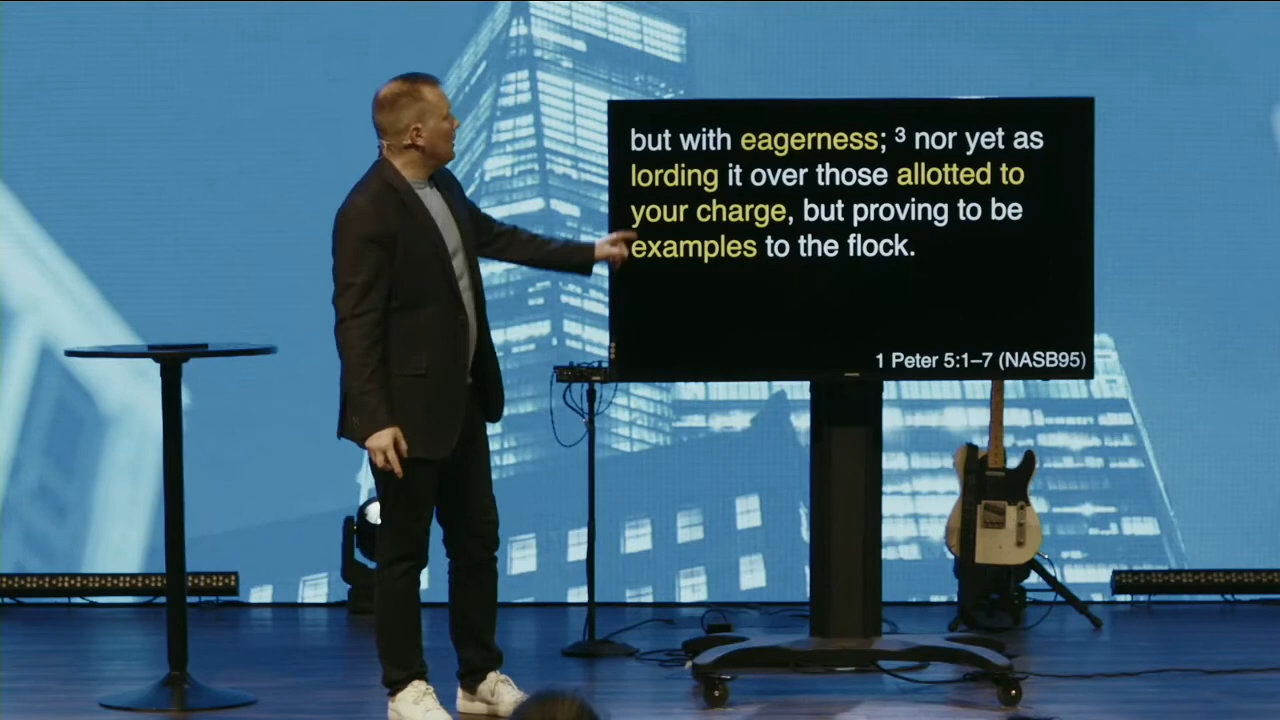 but with eagerness; ³ nor yet as
lording it over those allotted to
your charge, but proving to be
examples to the flock.
1 Peter 5:1–7 (NASB95)